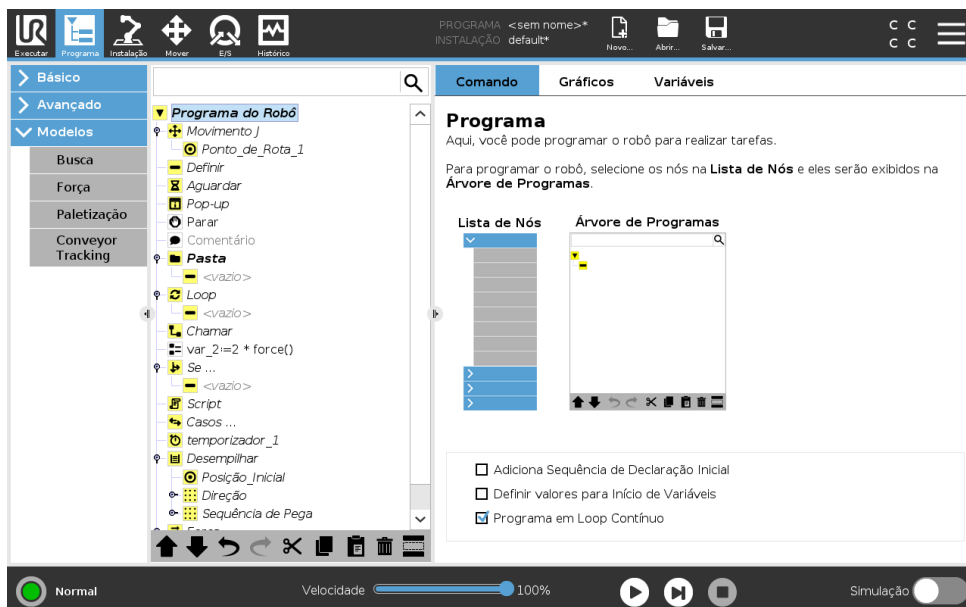 Executar
Programa
Instalação
Mover
E/S
Histórico
PROGRAMA <sem nome>*
INSTALAÇÃO default*
Novo...
Abrir...
Salvar...
C C
C C
Básico
Avançado
Modelos
Busca
Força
Paletização
Conveyor
Tracking
Programa do Robô
Movimento J
Ponto_de_Rota_1
Definir
Aguardar
Pop-up
Parar
Comentário
Pasta
<vazio>
Loop
<vazio>
Chamar
var_2:=2 * force()
Se ...
<vazio>
Script
Casos ...
temporizador_1
Desempilhar
Posição_Inicial
Direção
Sequência de Pega
Comando
Gráficos
Variáveis
Programa
Aqui, você pode programar o robô para realizar tarefas.
Para programar o robô, selecione os nós na Lista de Nós e eles serão exibidos na
Árvore de Programas.
Lista de Nós
Árvore de Programas
Adiciona Sequência de Declaração Inicial
Definir valores para Início de Variáveis
Programa em Loop Contínuo
Normal
Velocidade
100%
Simulação